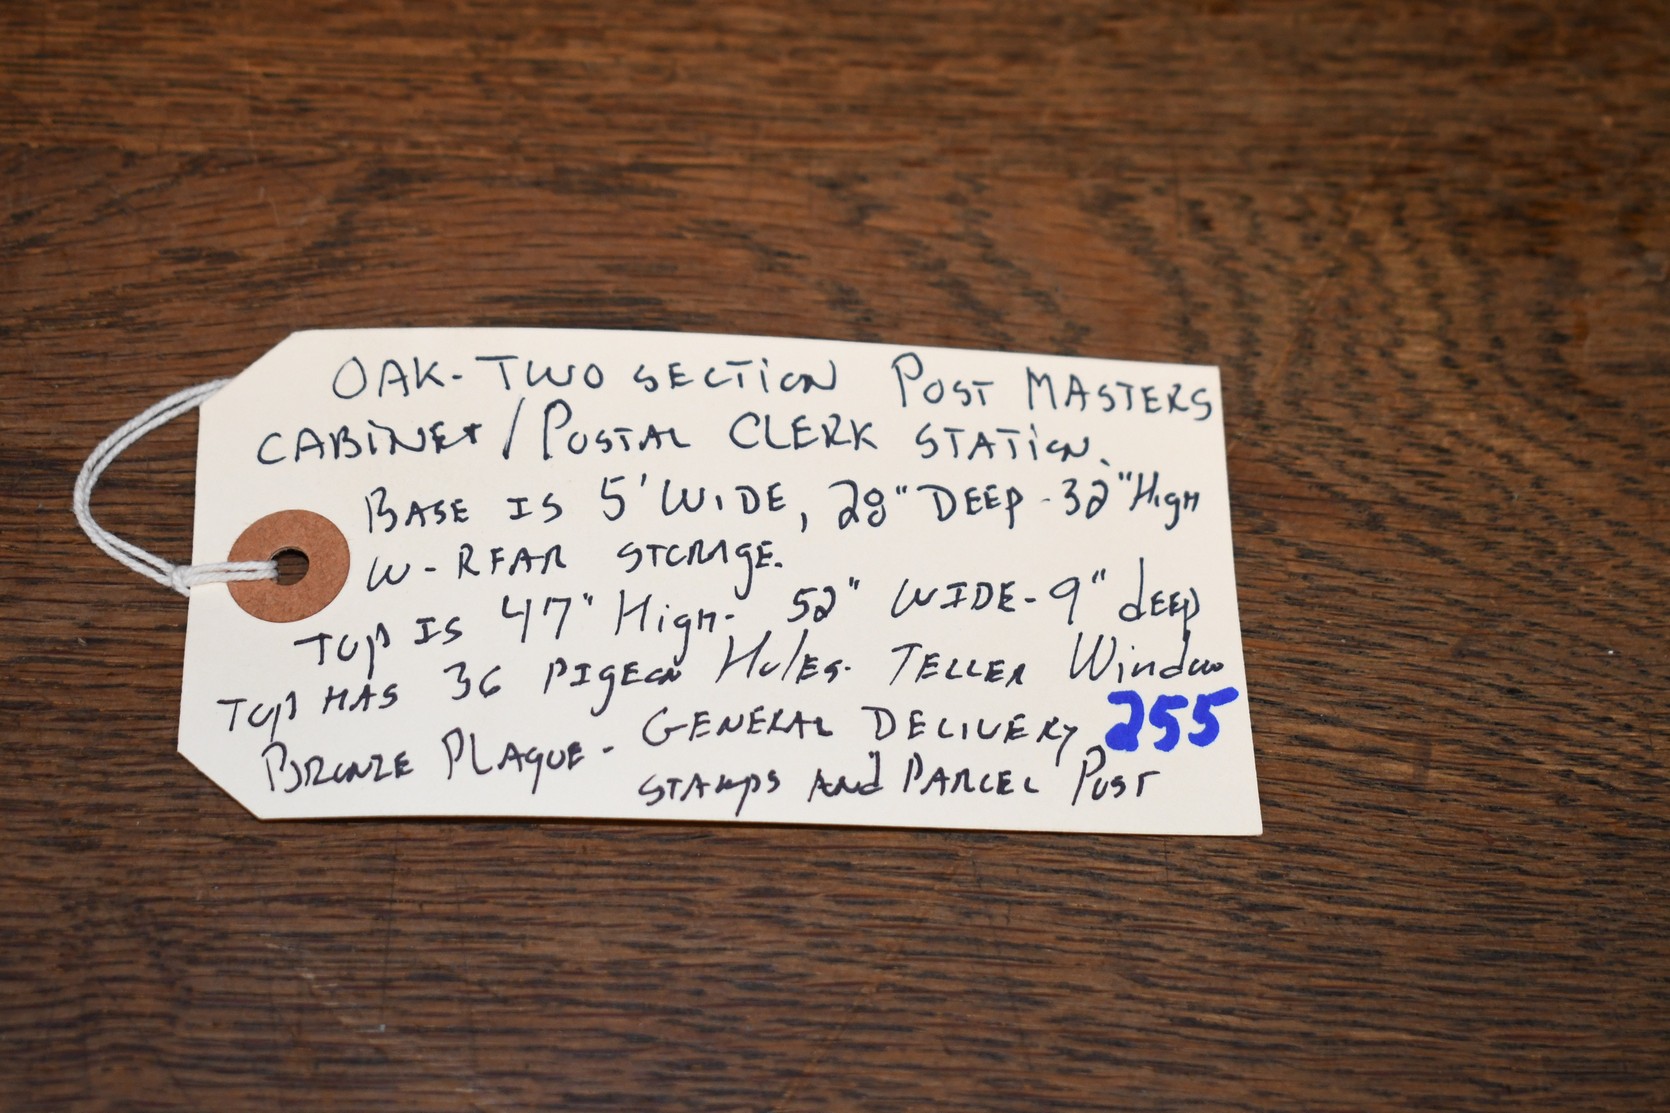 OAK-TWO SECTION POST MASTERS
CABINET/POSTAL CLERK STATION.
BASE IS 5' WIDE, 28" DEEP - 32" High
W-REAR STORAGE.
TOP IS 47" High- 52" WIDE-9" dEEP
TOP HAS 36 PIgEON HolES. TELLER Window
BRONZE PLAQUE - GENERAL DELIVERY 255
STAMPS ANd PARCEL POST